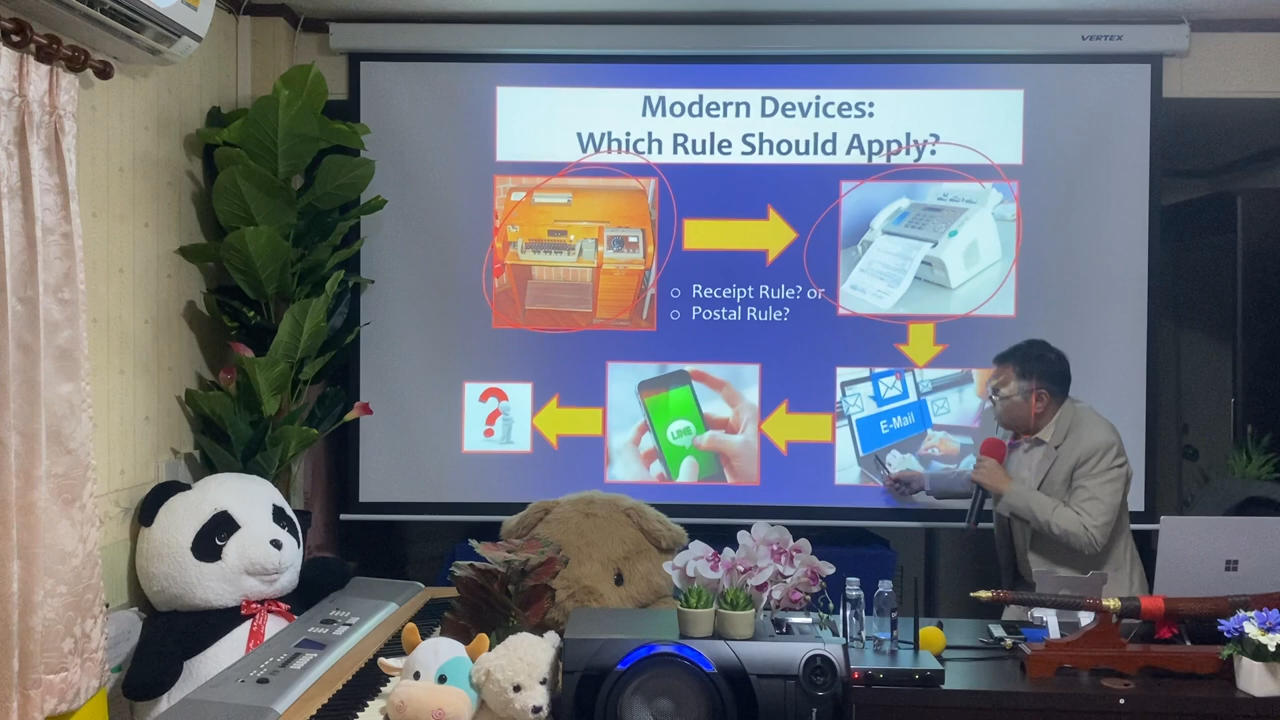 VERTEX
Modern Devices:
Which Rule Should Apply?
Receipt Rule? or
Postal Rule?
E-Mail
LINE